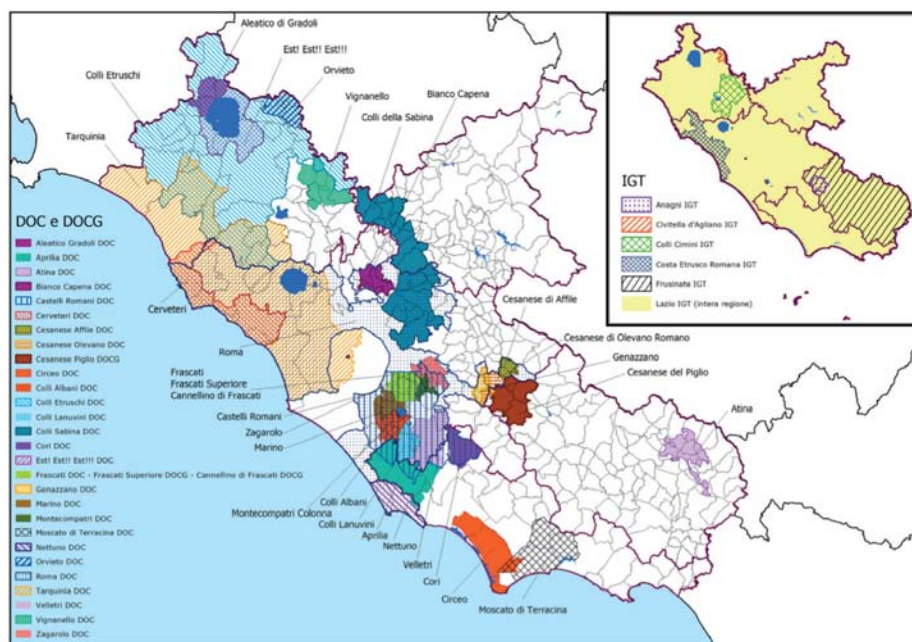 Aleatico di Gradoli
Est! Est!! Est!!!
Colli Etruschi
Orvieto
Vignanello
Bianco Capena
Colli della Sabina
Tarquinia
Cerveteri
Roma
Frascati
Frascati Superiore
Cannellino di Frascati
Castelli Romani
Zagarolo
Marino
Cesanese di Affile
Cesanese di Olevano Romano
Genazzano
Cesanese del Piglio
Atina
Colli Albani
Montecompatri Colonna
Colli Lanuvini
Aprilia
Nettuno
Velletri
Cori
Circeo
Moscato di Terracina
DOC e DOCG
Aleatico Gradoli DOC
Aprilia DOC
Atina DOC
Bianco Capena DOC
Castelli Romani DOC
Cerveteri DOC
Cesanese Affile DOC
Cesanese Olevano DOC
Cesanese Piglio DOCG
Circeo DOC
Colli Albani DOC
Colli Etruschi DOC
Colli Lanuvini DOC
Colli Sabina DOC
Cori DOC
Est! Est!! Est!!! DOC
Frascati DOC - Frascati Superiore DOCG - Cannellino di Frascati DOCG
Genazzano DOC
Marino DOC
Montecompatri DOC
Moscato di Terracina DOC
Nettuno DOC
Orvieto DOC
Roma DOC
Tarquinia DOC
Velletri DOC
Vignanello DOC
Zagarolo DOC
IGT
Anagni IGT
Civitella d'Agliano IGT
Colli Cimini IGT
Costa Etrusco Romana IGT
Frusinate IGT
Lazio IGT (intera regione)